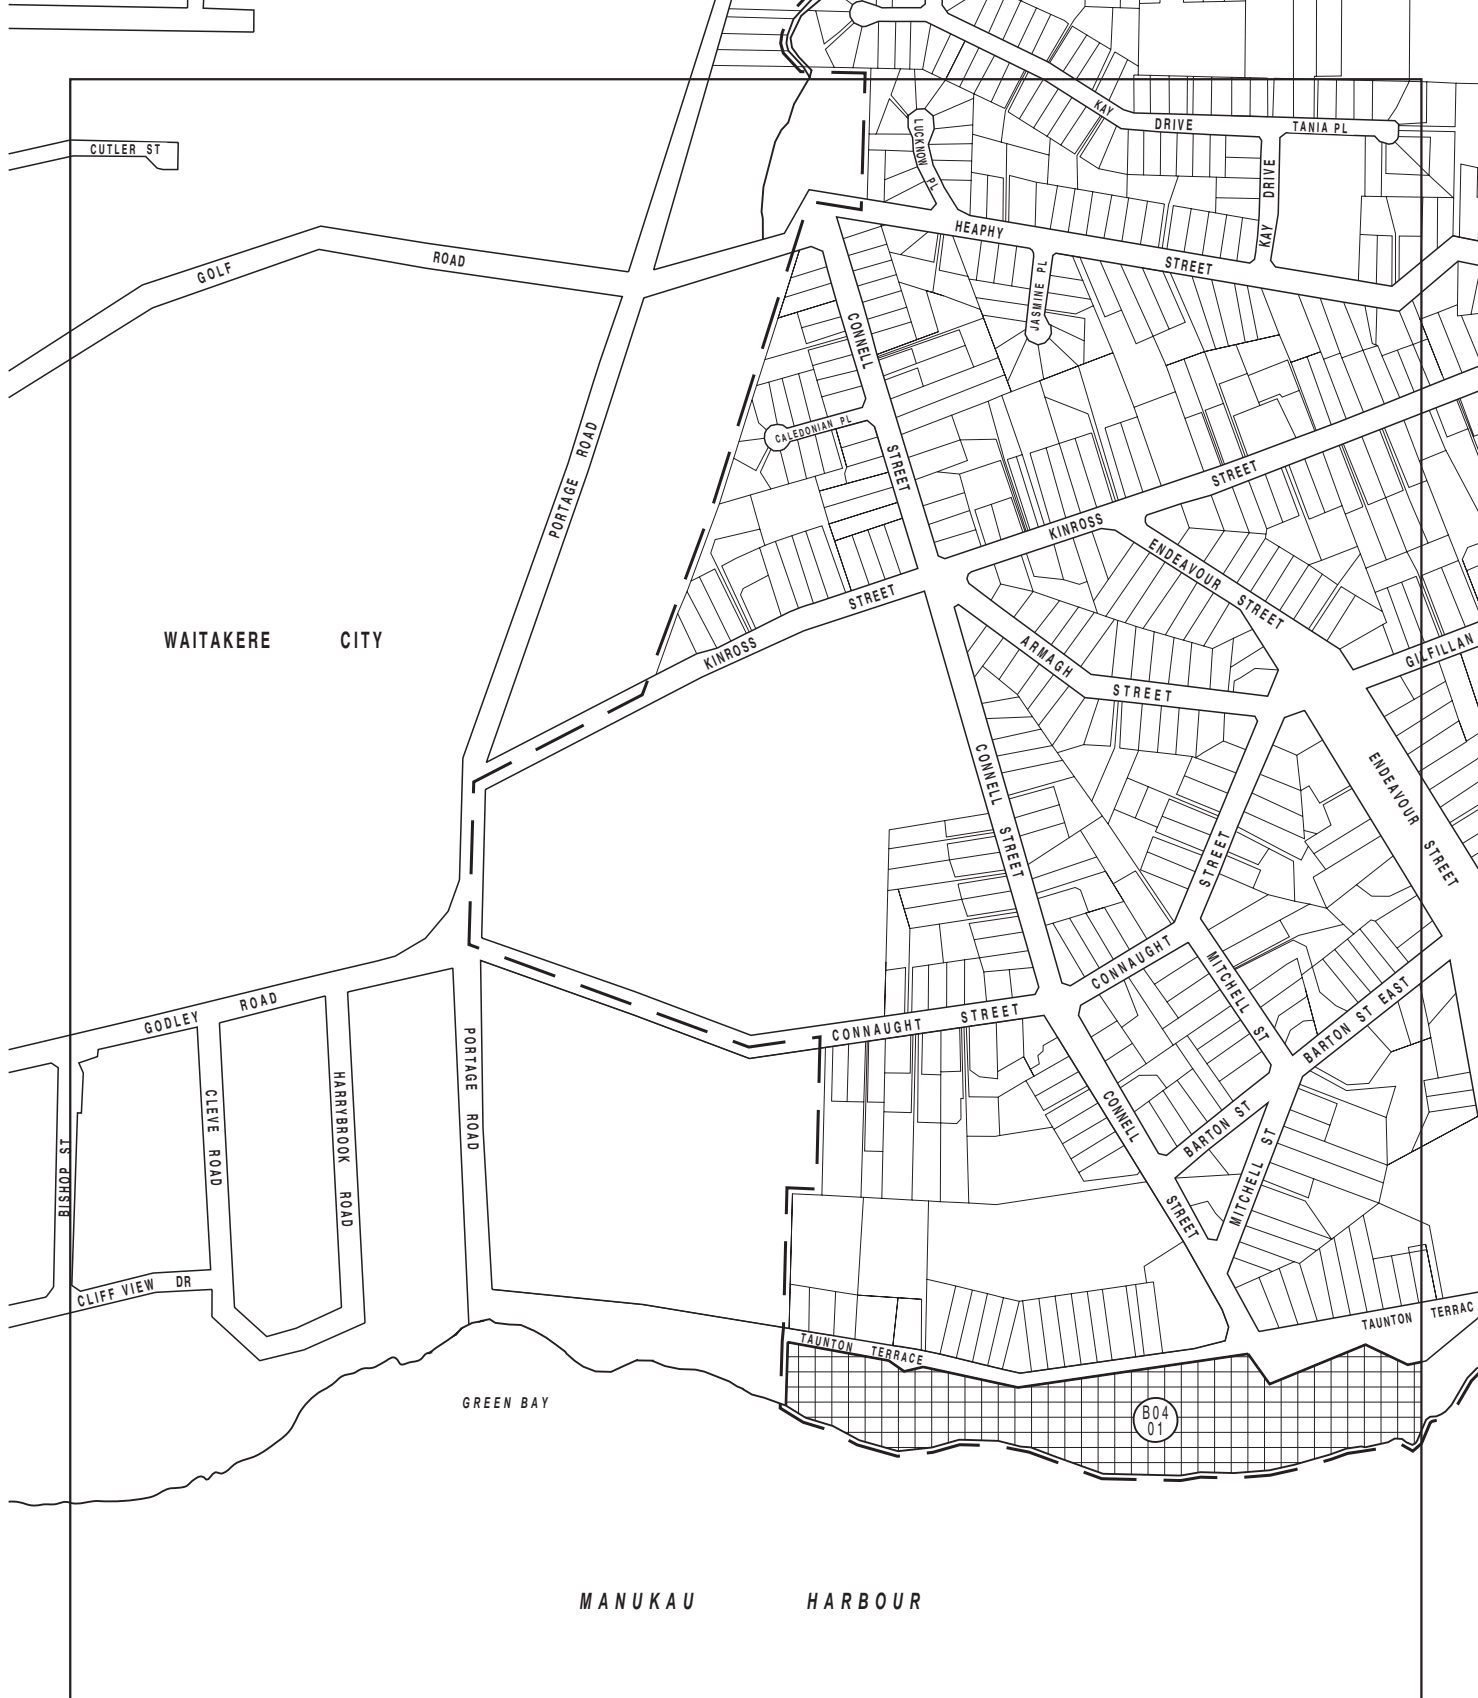 KAY
DRIVE
TANIA PL
CUTLER ST
LUCKNOW PL
KAY DRIVE
HEAPHY
STREET
GOLF
ROAD
JASMINE PL
CONNELL
STREET
CALEDONIAN PL
PORTAGE ROAD
STREET
KINROSS
ENDEAVOUR STREET
KINROSS
STREET
WAITAKERE CITY
ARMAGH
STREET
GILFILLAN
CONNELL
STREET
ENDEAVOUR
STREET
STREET
CONNAUGHT
MITCHELL ST
BARTON ST EAST
GODLEY
ROAD
CONNAUGHT
STREET
PORTAGE ROAD
HARRYBROOK ROAD
CLEVE ROAD
BISHOP ST
CONNELL
STREET
BARTON ST
MITCHELL ST
CLIFF VIEW DR
TAUNTON TERRAC
TAUNTON TERRACE
GREEN BAY
B04
01
MANUKAU HARBOUR